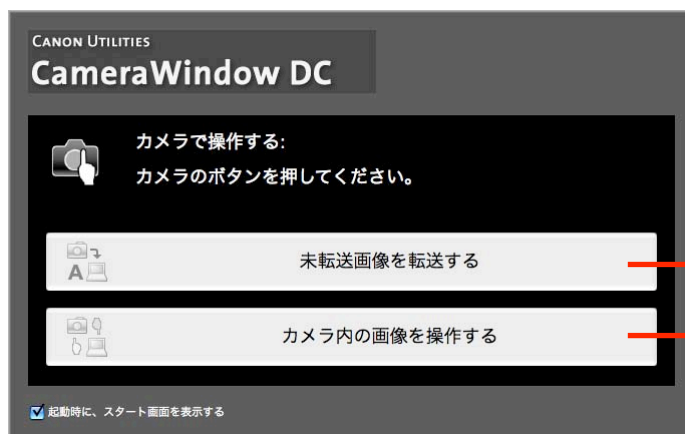 CANON UTILITIES
CameraWindow DC
カメラで操作する:
カメラのボタンを押してください。
未転送画像を転送する
A
カメラ内の画像を操作する
起動時に、スタート画面を表示する